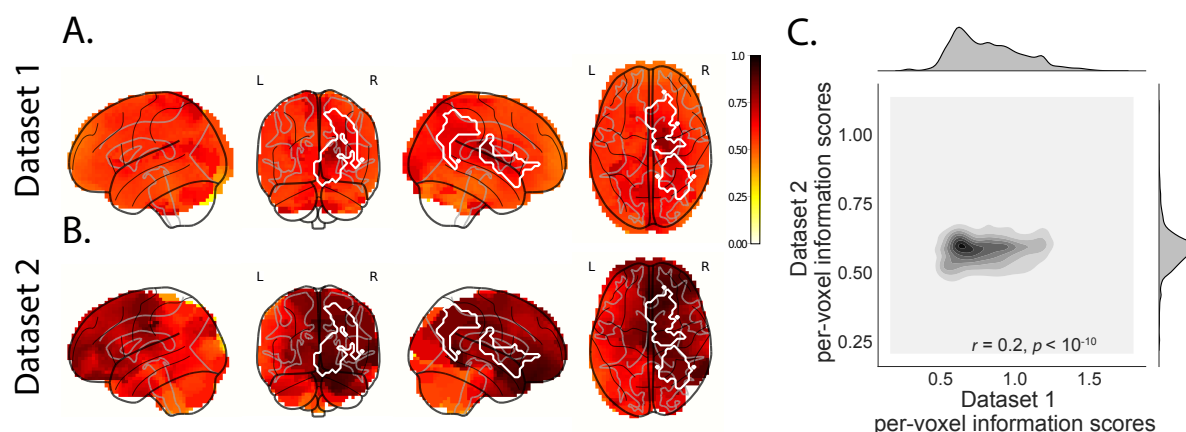 A.
Dataset 1
L
R
L
R
1.0
0.75
0.50
0.25
0.00
B.
Dataset 2
L
R
L
R
C.
Dataset 2
per-voxel information scores
1.00
0.75
0.50
0.25
r = 0.2, p < 10-10
0.5
1.0
1.5
Dataset 1
per-voxel information scores